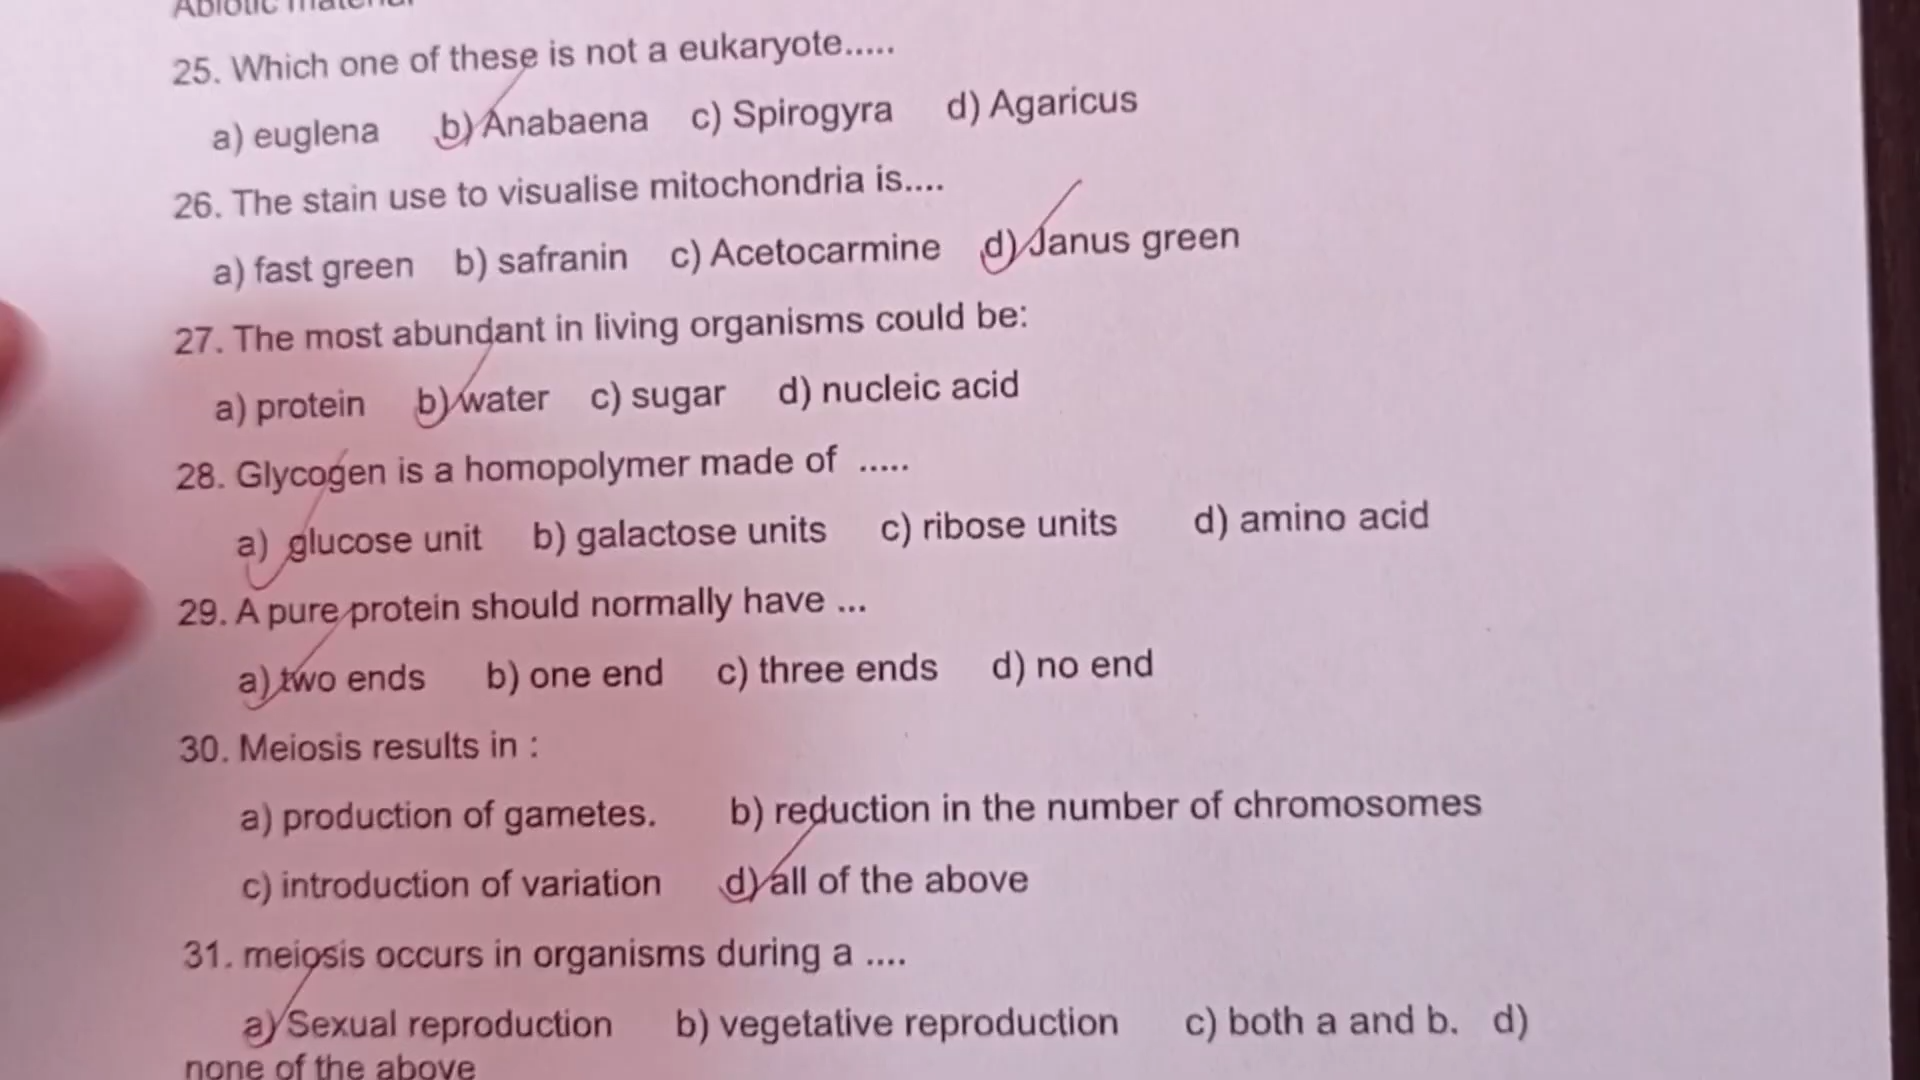 Abiotic material
25. Which one of these is not a eukaryote.....
a) euglena b) Anabaena c) Spirogyra d) Agaricus
26. The stain use to visualise mitochondria is....
a) fast green b) safranin c) Acetocarmine d) Janus green
27. The most abundant in living organisms could be:
a) protein b) water c) sugar d) nucleic acid
28. Glycogen is a homopolymer made of .....
a) glucose unit b) galactose units c) ribose units d) amino acid
29. A pure protein should normally have ...
a) two ends b) one end c) three ends d) no end
30. Meiosis results in :
a) production of gametes. b) reduction in the number of chromosomes
c) introduction of variation d) all of the above
31. meiosis occurs in organisms during a ....
a) Sexual reproduction b) vegetative reproduction c) both a and b. d)
none of the above